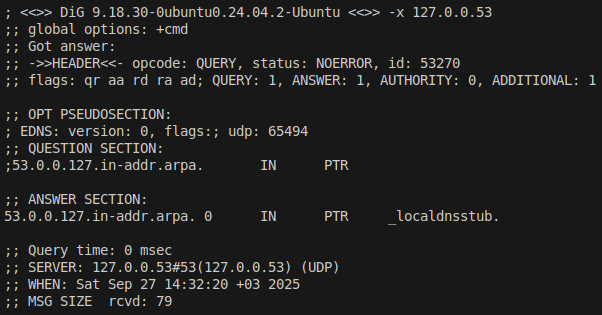 ; <<>> DiG 9.18.30-0ubuntu0.24.04.2-Ubuntu <<>> -x 127.0.0.53
;; global options: +cmd
;; Got answer:
;; ->>HEADER<<- opcode: QUERY, status: NOERROR, id: 53270
;; flags: qr aa rd ra ad; QUERY: 1, ANSWER: 1, AUTHORITY: 0, ADDITIONAL: 1

;; OPT PSEUDOSECTION:
; EDNS: version: 0, flags:; udp: 65494
;; QUESTION SECTION:
;53.0.0.127.in-addr.arpa.	IN	PTR

;; ANSWER SECTION:
53.0.0.127.in-addr.arpa. 0	IN	PTR	_localdnsstub.

;; Query time: 0 msec
;; SERVER: 127.0.0.53#53(127.0.0.53) (UDP)
;; WHEN: Sat Sep 27 14:32:20 +03 2025
;; MSG SIZE  rcvd: 79